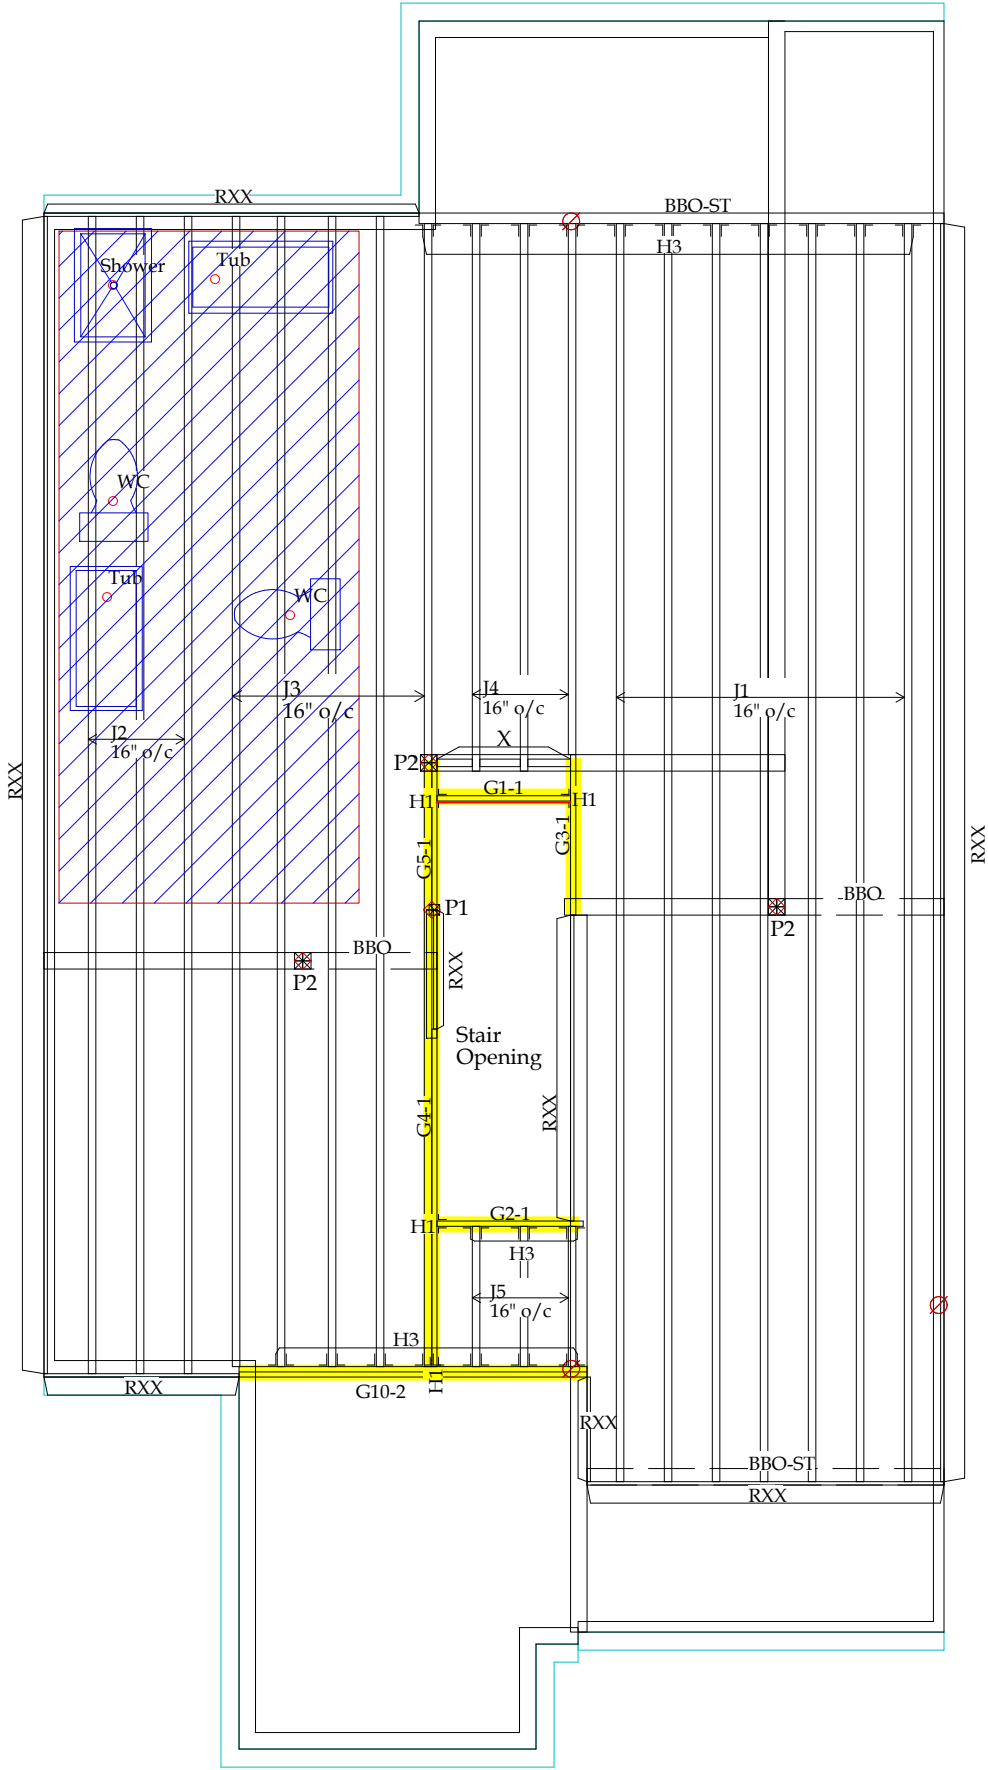 RXX
BBO-ST
H3
Shower
Tub
WC
Tub
WC
J3
16" o/c
J4
16" o/c
J1
16" o/c
J2
16" o/c
RXX
X
P2
G1-1
H1
H1
G3-1
G5-1
RXX
P1
BBO
P2
BBO
P2
RXX
Stair
Opening
G4-1
RXX
G2-1
H1
H3
J5
16" o/c
H3
H1
RXX
G10-2
RXX
BBO-ST
RXX